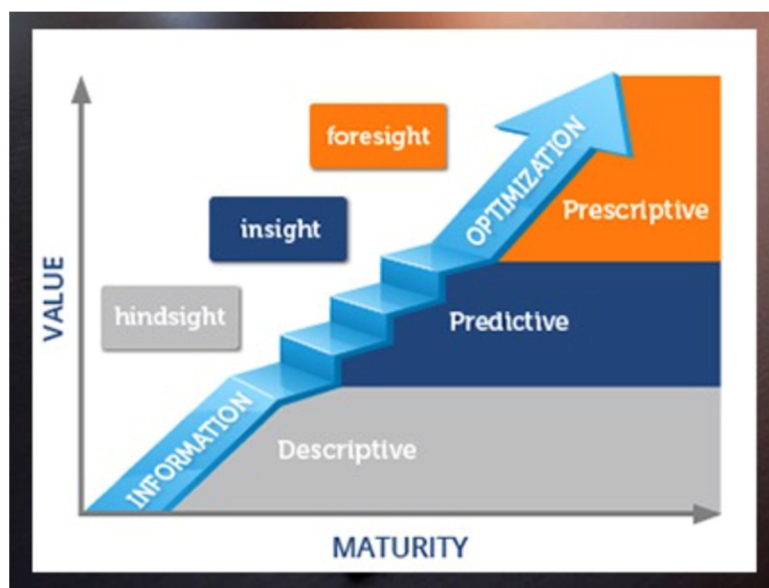 foresight
OPTIMIZATION
Prescriptive
insight
VALUE
hindsight
Predictive
INFORMATION
Descriptive
MATURITY